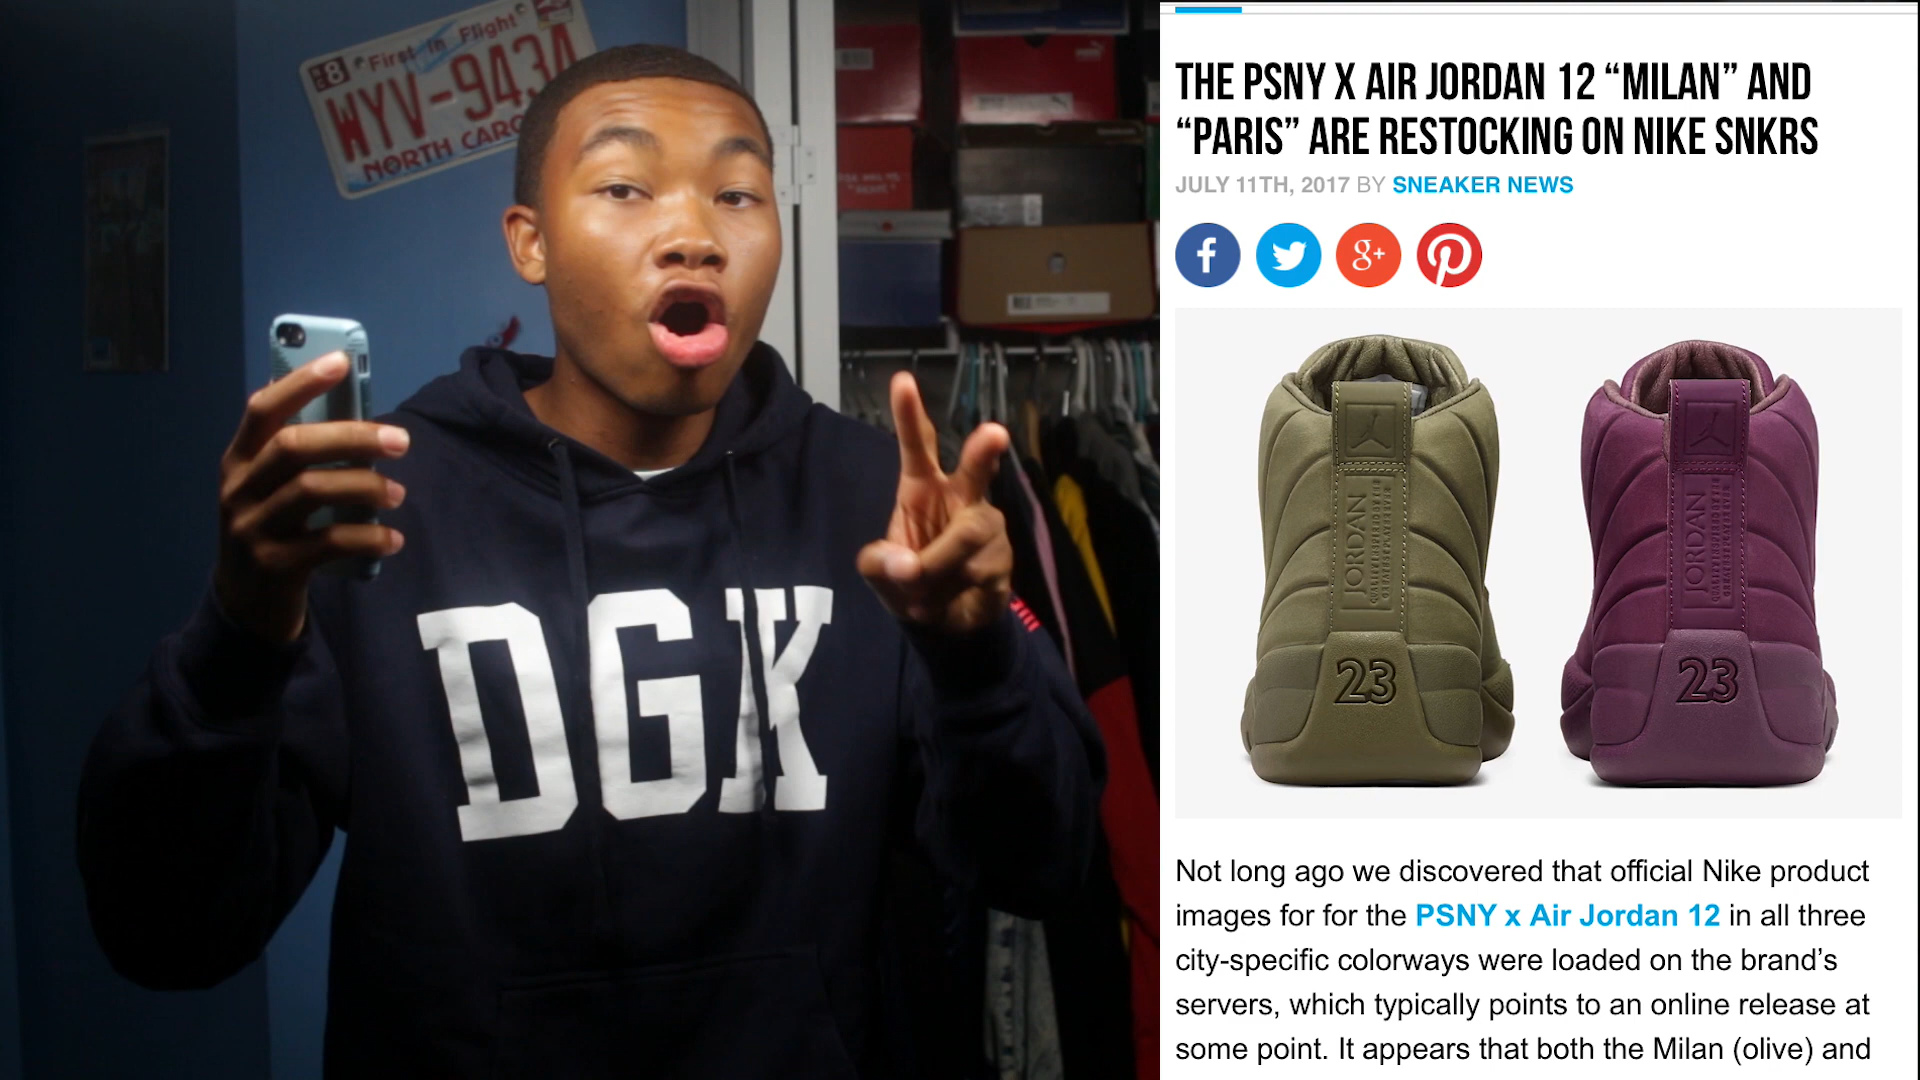 8
First in Flight
WYV-9434
NORTH CARO
DGK
THE PSNY X AIR JORDAN 12 “MILAN” AND
“PARIS” ARE RESTOCKING ON NIKE SNKRS
JULY 11TH, 2017 BY SNEAKER NEWS
f
g+
JORDAN
23
JORDAN
23
Not long ago we discovered that official Nike product
images for for the PSNY x Air Jordan 12 in all three
city-specific colorways were loaded on the brand’s
servers, which typically points to an online release at
some point. It appears that both the Milan (olive) and